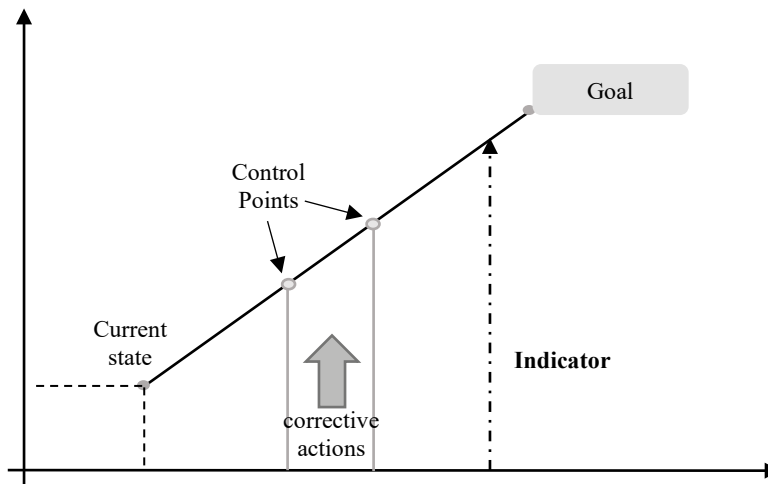 Goal
Control
Points
Current
state
Indicator
corrective
actions